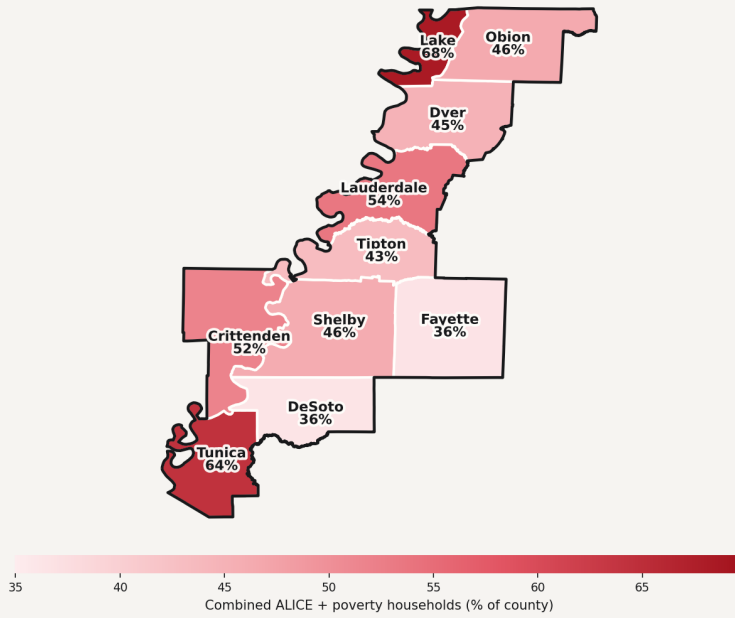 Lake
68%
Obion
46%
Dyer
45%
Lauderdale
54%
Tipton
43%
Crittenden
52%
Shelby
46%
Fayette
36%
DeSoto
36%
Tunica
64%
35 40 45 50 55 60 65
Combined ALICE + poverty households (% of county)